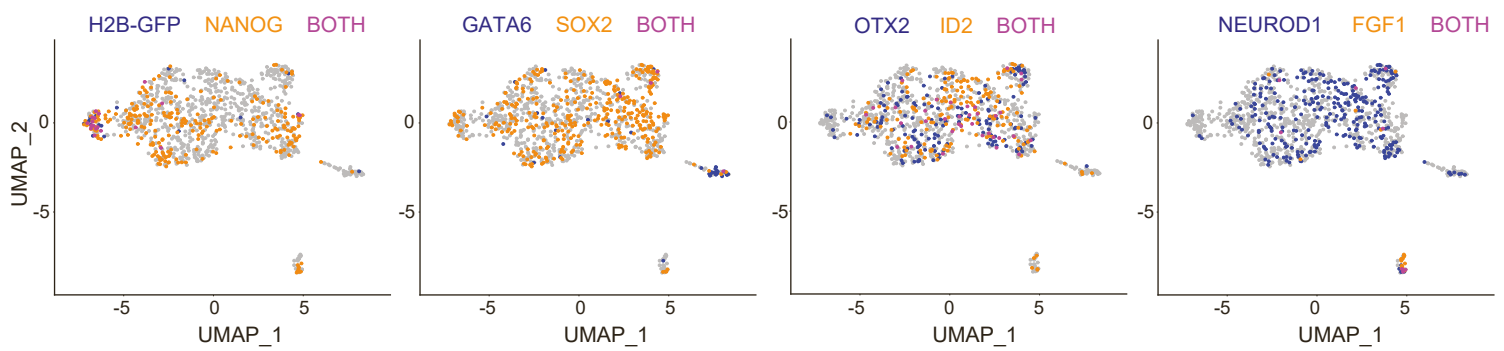 H2B-GFP NANOG BOTH GATA6 SOX2 BOTH OTX2 ID2 BOTH NEUROD1 FGF1 BOTH
UMAP_2
0 0 0 0
-5 -5 -5 -5
-5 0 5 -5 0 5 -5 0 5 -5 0 5
UMAP_1 UMAP_1 UMAP_1 UMAP_1